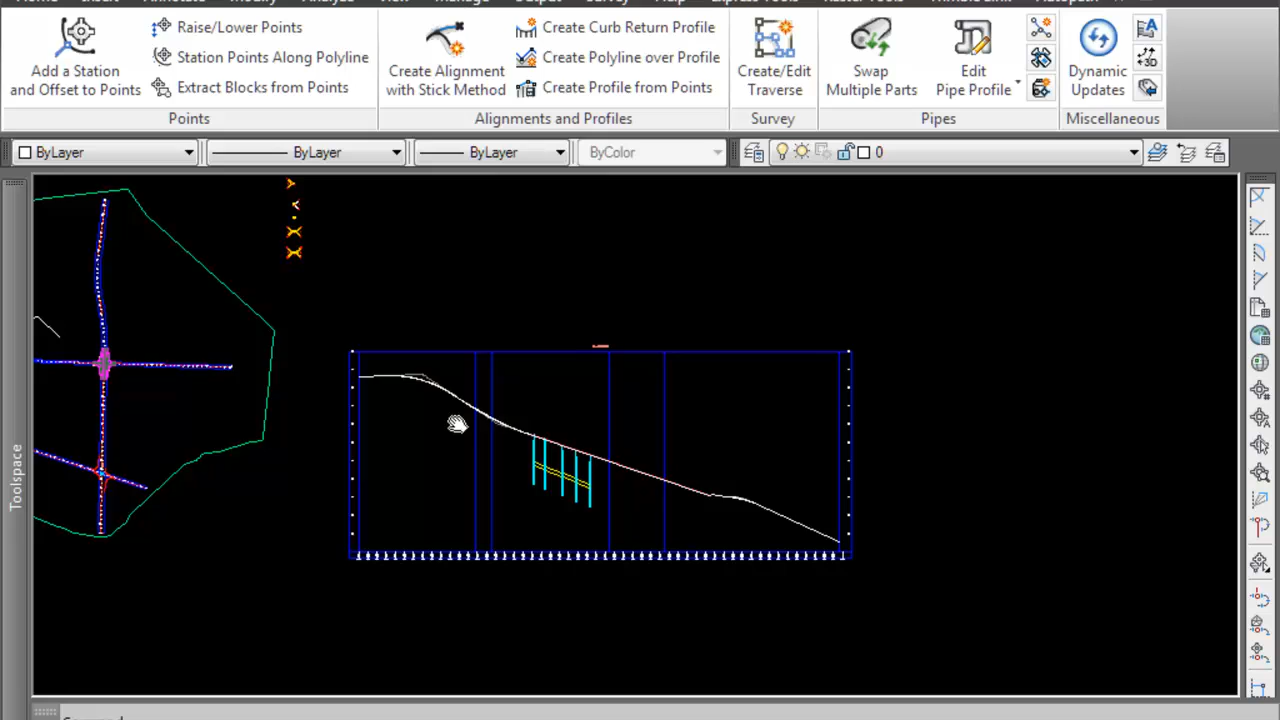 Raise/Lower Points
Create Curb Return Profile
Add a Station
and Offset to Points
Station Points Along Polyline
Create Alignment
with Stick Method
Create Polyline over Profile
Create/Edit
Traverse
Swap
Multiple Parts
Edit
Pipe Profile
Dynamic
Updates
Extract Blocks from Points
Create Profile from Points
Points
Alignments and Profiles
Survey
Pipes
Miscellaneous
ByLayer
ByLayer
ByLayer
ByColor
0
Toolspace